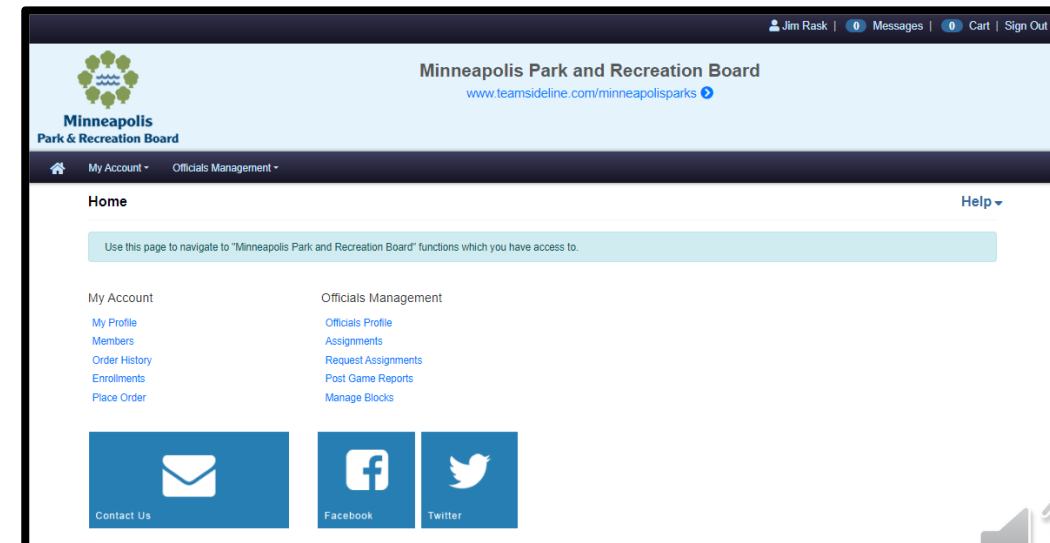 Jim Rask | 0 Messages | 0 Cart | Sign Out
Minneapolis
Park & Recreation Board
Minneapolis Park and Recreation Board
www.teamsideline.com/minneapolisparks
My Account Officials Management
Home
Help
Use this page to navigate to "Minneapolis Park and Recreation Board" functions which you have access to.
My Account
My Profile
Members
Order History
Enrollments
Place Order
Officials Management
Officials Profile
Assignments
Request Assignments
Post Game Reports
Manage Blocks
Contact Us
Facebook
Twitter